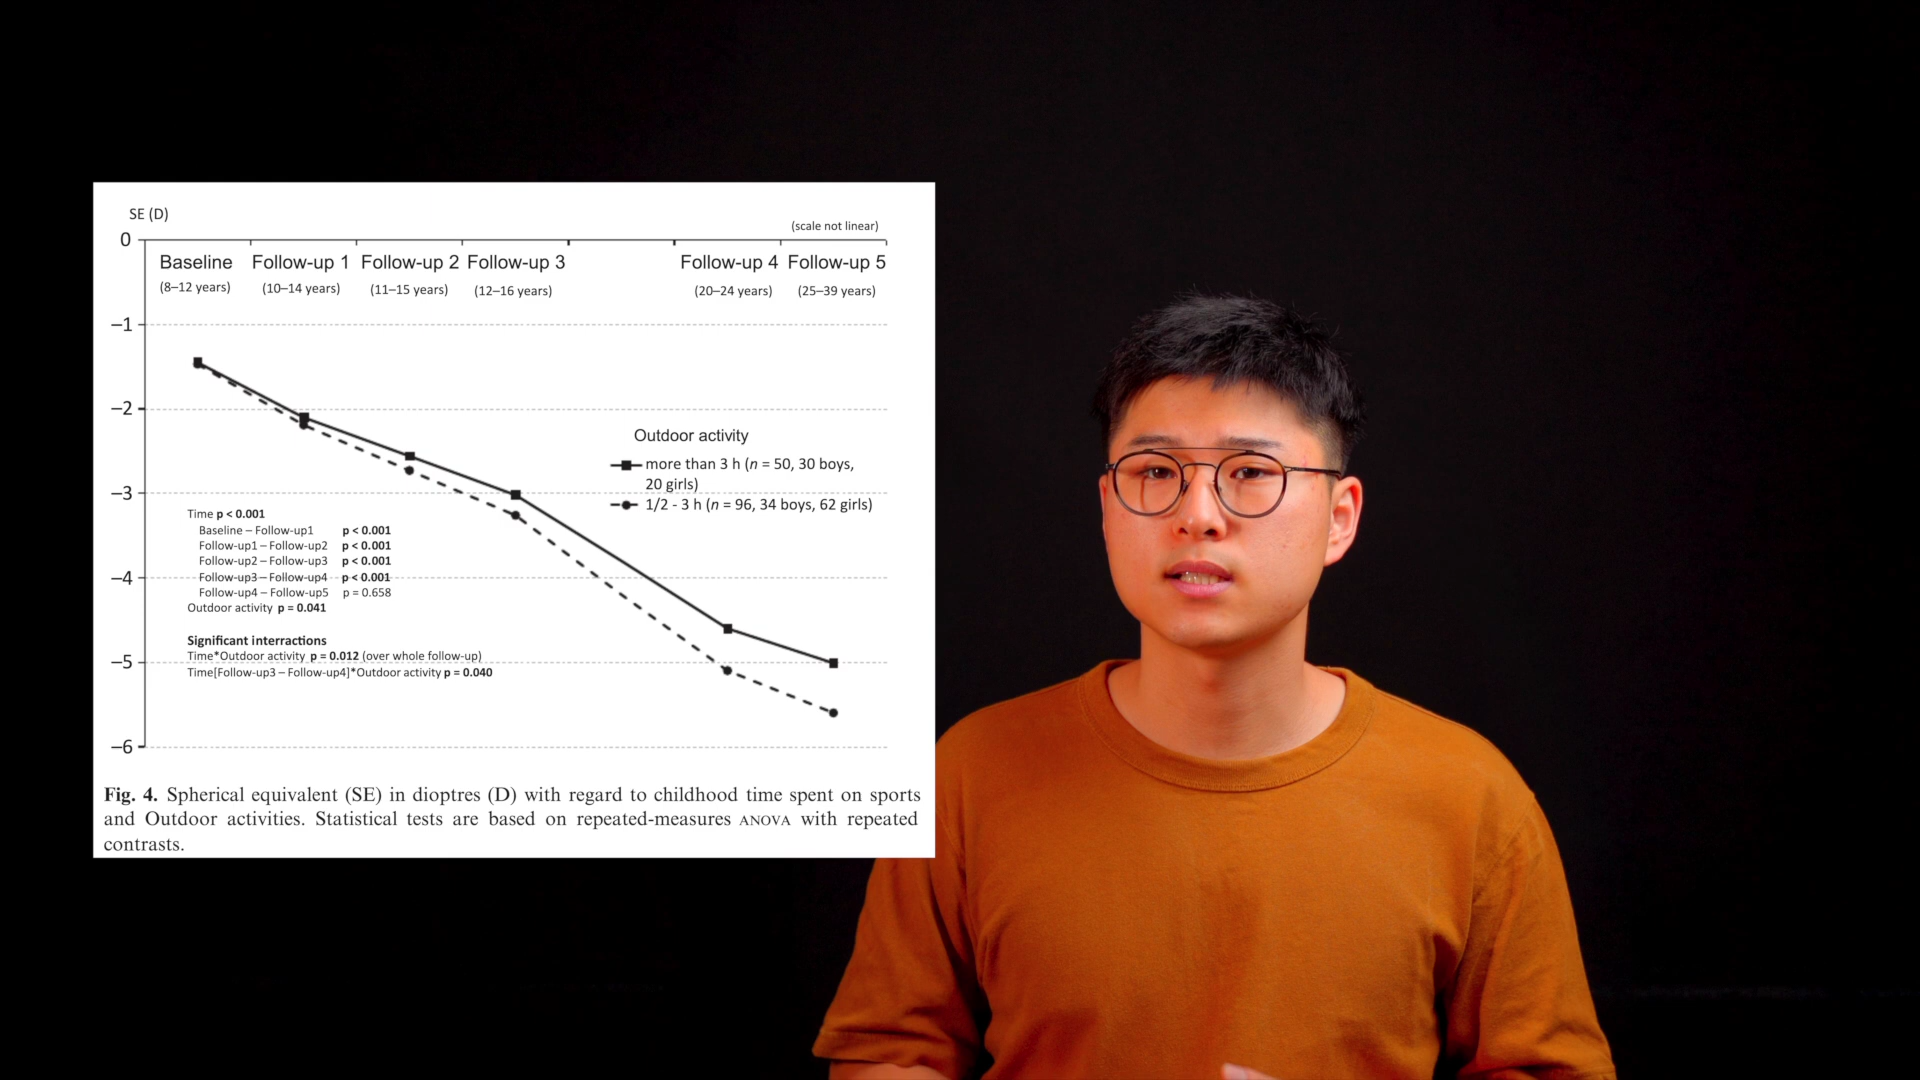 SE (D)
(scale not linear)
0
Baseline Follow-up 1 Follow-up 2 Follow-up 3 Follow-up 4 Follow-up 5
(8–12 years) (10–14 years) (11–15 years) (12–16 years) (20–24 years) (25–39 years)
–1
–2
Outdoor activity
more than 3 h (n = 50, 30 boys,
20 girls)
–3
1/2 - 3 h (n = 96, 34 boys, 62 girls)
Time p < 0.001
Baseline – Follow-up1 p < 0.001
Follow-up1 – Follow-up2 p < 0.001
Follow-up2 – Follow-up3 p < 0.001
–4
Follow-up3 – Follow-up4 p < 0.001
Follow-up4 – Follow-up5 p = 0.658
Outdoor activity p = 0.041
Significant interractions
Time*Outdoor activity p = 0.012 (over whole follow-up)
–5
Time[Follow-up3 – Follow-up4]*Outdoor activity p = 0.040
–6
Fig. 4. Spherical equivalent (SE) in dioptres (D) with regard to childhood time spent on sports
and Outdoor activities. Statistical tests are based on repeated-measures ANOVA with repeated
contrasts.